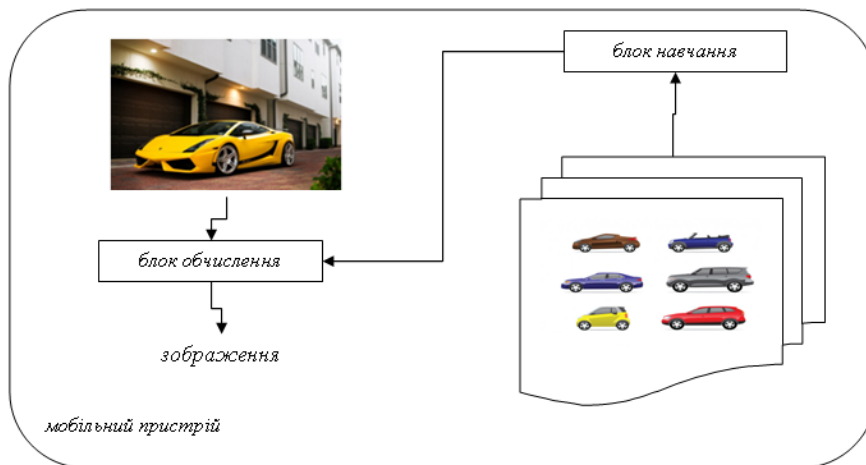 блок навчання
блок обчислення
зображення
мобільний пристрій